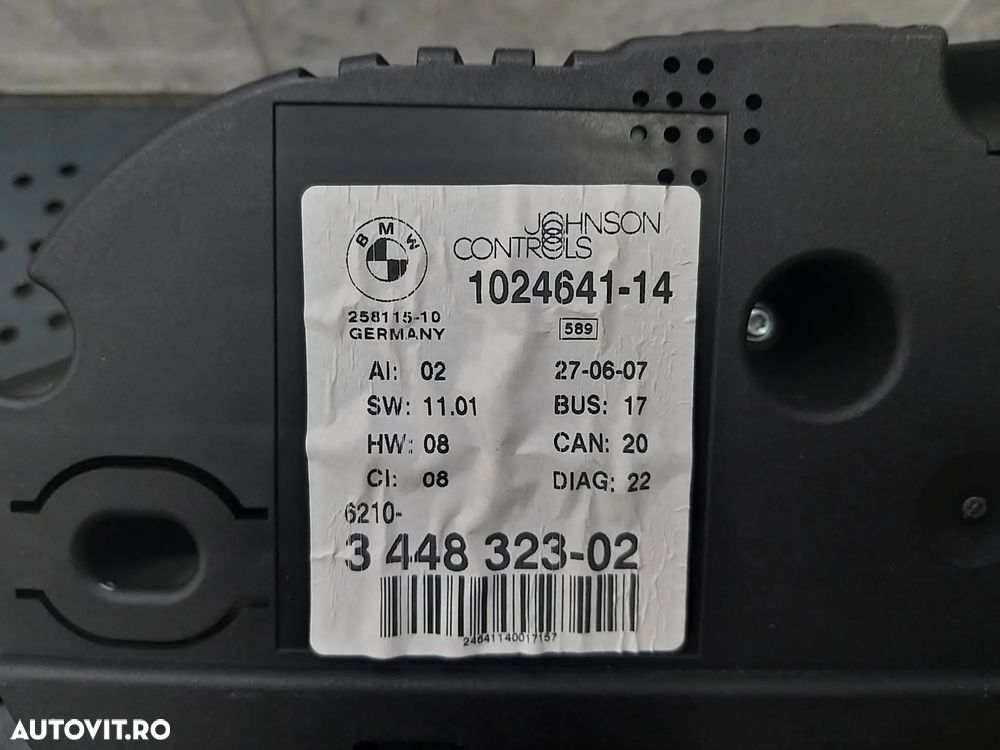 BMW
JOHNSON
CONTROLS
1024641-14
258115-10
GERMANY
589
AI: 02 27-06-07
SW: 11.01 BUS: 17
HW: 08 CAN: 20
CI: 08 DIAG: 22
6210-
3 448 323-02
24641140017157
AUTOVIT.RO